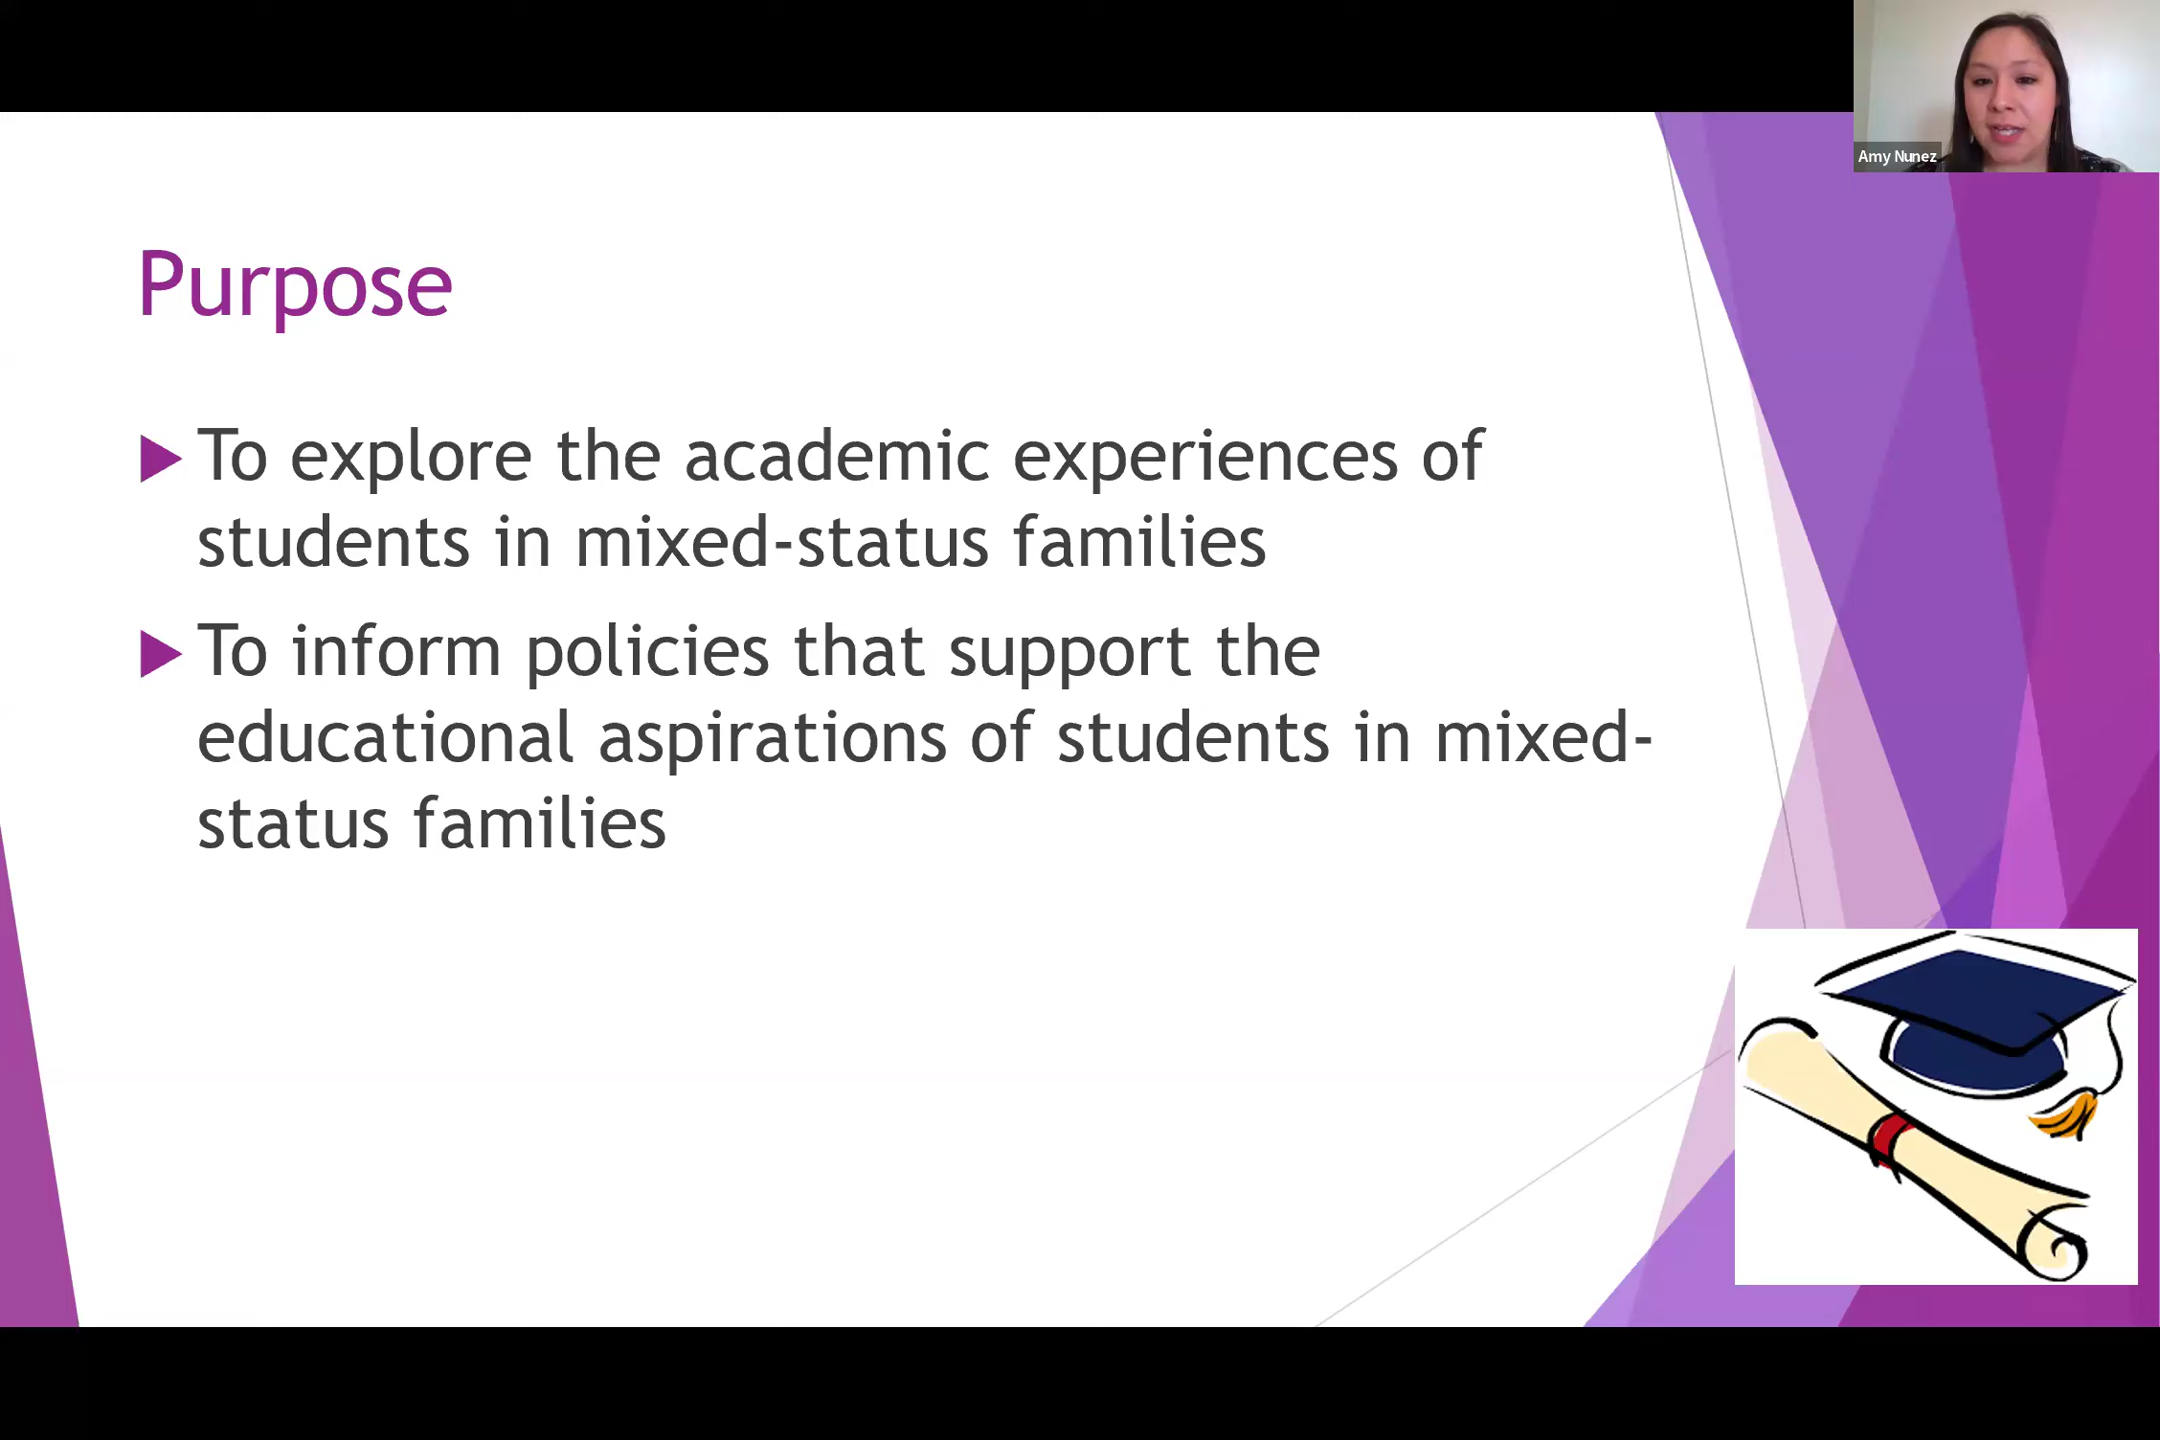 Amy Nunez
Purpose
To explore the academic experiences of
students in mixed-status families
To inform policies that support the
educational aspirations of students in mixed-
status families